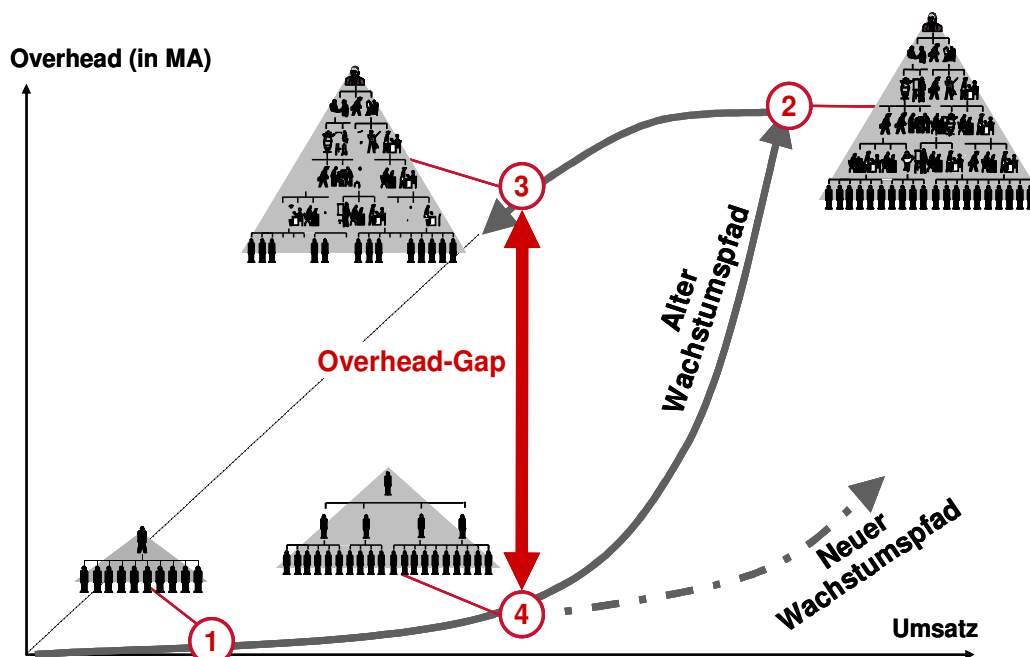 Overhead (in MA)
2
3
Alter
Wachstumspfad
Overhead-Gap
Neuer
Wachstumspfad
4
1
Umsatz